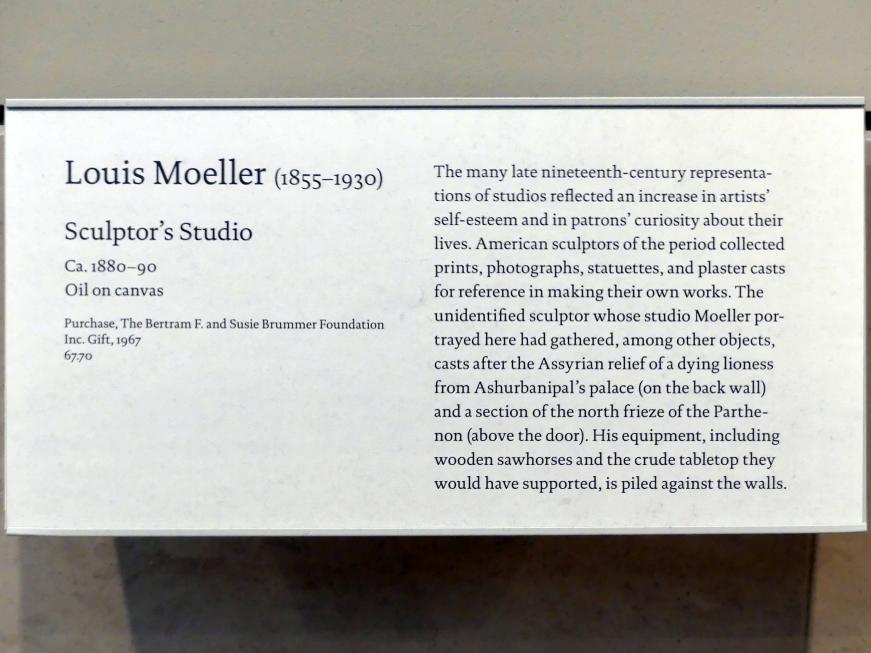 Louis Moeller (1855–1930)
Sculptor's Studio
Ca. 1880–90
Oil on canvas
Purchase, The Bertram F. and Susie Brummer Foundation
Inc. Gift, 1967
67.70
The many late nineteenth-century representa-
tions of studios reflected an increase in artists'
self-esteem and in patrons' curiosity about their
lives. American sculptors of the period collected
prints, photographs, statuettes, and plaster casts
for reference in making their own works. The
unidentified sculptor whose studio Moeller por-
trayed here had gathered, among other objects,
casts after the Assyrian relief of a dying lioness
from Ashurbanipal's palace (on the back wall)
and a section of the north frieze of the Parthe-
non (above the door). His equipment, including
wooden sawhorses and the crude tabletop they
would have supported, is piled against the walls.